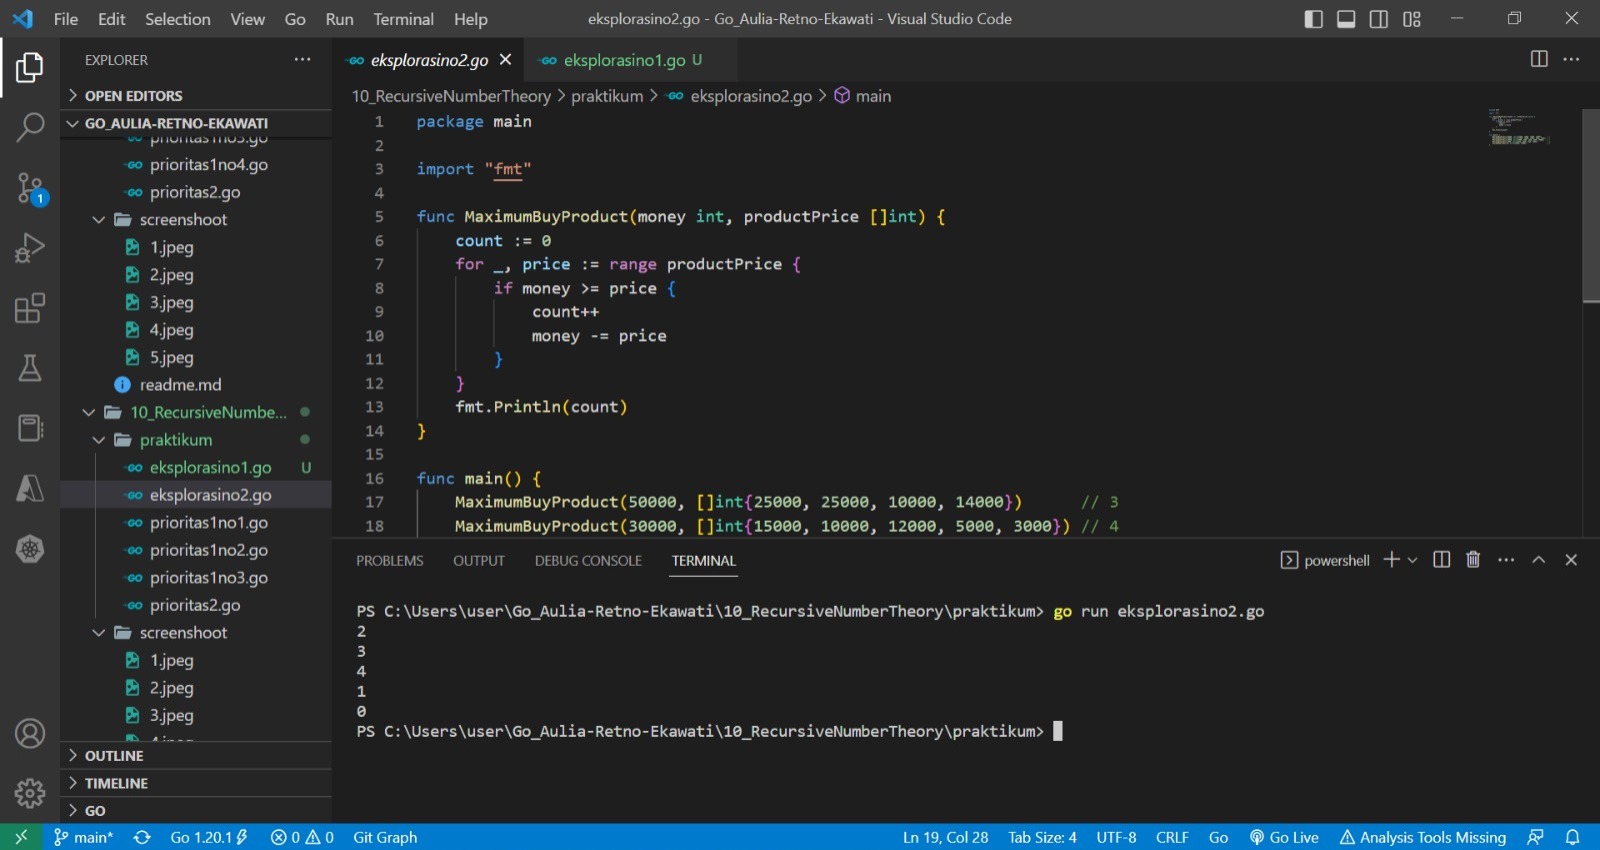 File Edit Selection View Go Run Terminal Help eksplorasino2.go - Go_Aulia-Retno-Ekawati - Visual Studio Code
EXPLORER
OPEN EDITORS
GO_AULIA-RETNO-EKAWATI
prioritas1no3.go
prioritas1no4.go
prioritas2.go
screenshoot
1.jpeg
2.jpeg
3.jpeg
4.jpeg
5.jpeg
readme.md
10_RecursiveNumbe...
praktikum
eksplorasino1.go U
eksplorasino2.go
prioritas1no1.go
prioritas1no2.go
prioritas1no3.go
prioritas2.go
screenshoot
1.jpeg
2.jpeg
3.jpeg
OUTLINE
TIMELINE
GO
eksplorasino2.go eksplorasino1.go U
10_RecursiveNumberTheory > praktikum > eksplorasino2.go > main
1 package main
2
3 import "fmt"
4
5 func MaximumBuyProduct(money int, productPrice []int) {
6 count := 0
7 for _, price := range productPrice {
8 if money >= price {
9 count++
10 money -= price
11 }
12 }
13 fmt.Println(count)
14 }
15
16 func main() {
17 MaximumBuyProduct(50000, []int{25000, 25000, 10000, 14000}) // 3
18 MaximumBuyProduct(30000, []int{15000, 10000, 12000, 5000, 3000}) // 4
PROBLEMS OUTPUT DEBUG CONSOLE TERMINAL powershell
PS C:\Users\user\Go_Aulia-Retno-Ekawati\10_RecursiveNumberTheory\praktikum> go run eksplorasino2.go
2
3
4
1
0
PS C:\Users\user\Go_Aulia-Retno-Ekawati\10_RecursiveNumberTheory\praktikum>
main* Go 1.20.1 0 0 Git Graph Ln 19, Col 28 Tab Size: 4 UTF-8 CRLF Go Go Live Analysis Tools Missing